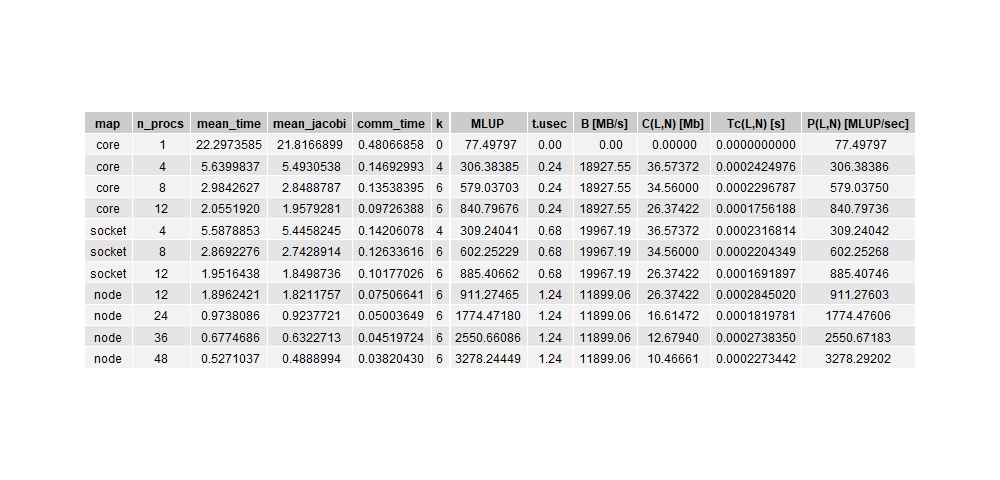 map n_procs mean_time mean_jacobi comm_time k MLUP t.usec B [MB/s] C(L,N) [Mb] Tc(L,N) [s] P(L,N) [MLUP/sec]
core 1 22.2973585 21.8166899 0.48066858 0 77.49797 0.00 0.00 0.00000 0.0000000000 77.49797
core 4 5.6399837 5.4930538 0.14692993 4 306.38385 0.24 18927.55 36.57372 0.0002424976 306.38386
core 8 2.9842627 2.8488787 0.13538395 6 579.03703 0.24 18927.55 34.56000 0.0002296787 579.03750
core 12 2.0551920 1.9579281 0.09726388 6 840.79676 0.24 18927.55 26.37422 0.0001756188 840.79736
socket 4 5.5878853 5.4458245 0.14206078 4 309.24041 0.68 19967.19 36.57372 0.0002316814 309.24042
socket 8 2.8692276 2.7428914 0.12633616 6 602.25229 0.68 19967.19 34.56000 0.0002204349 602.25268
socket 12 1.9516438 1.8498736 0.10177026 6 885.40662 0.68 19967.19 26.37422 0.0001691897 885.40746
node 12 1.8962421 1.8211757 0.07506641 6 911.27465 1.24 11899.06 26.37422 0.0002845020 911.27603
node 24 0.9738086 0.9237721 0.05003649 6 1774.47180 1.24 11899.06 16.61472 0.0001819781 1774.47606
node 36 0.6774686 0.6322713 0.04519724 6 2550.66086 1.24 11899.06 12.67940 0.0002738350 2550.67183
node 48 0.5271037 0.4888994 0.03820430 6 3278.24449 1.24 11899.06 10.46661 0.0002273442 3278.29202